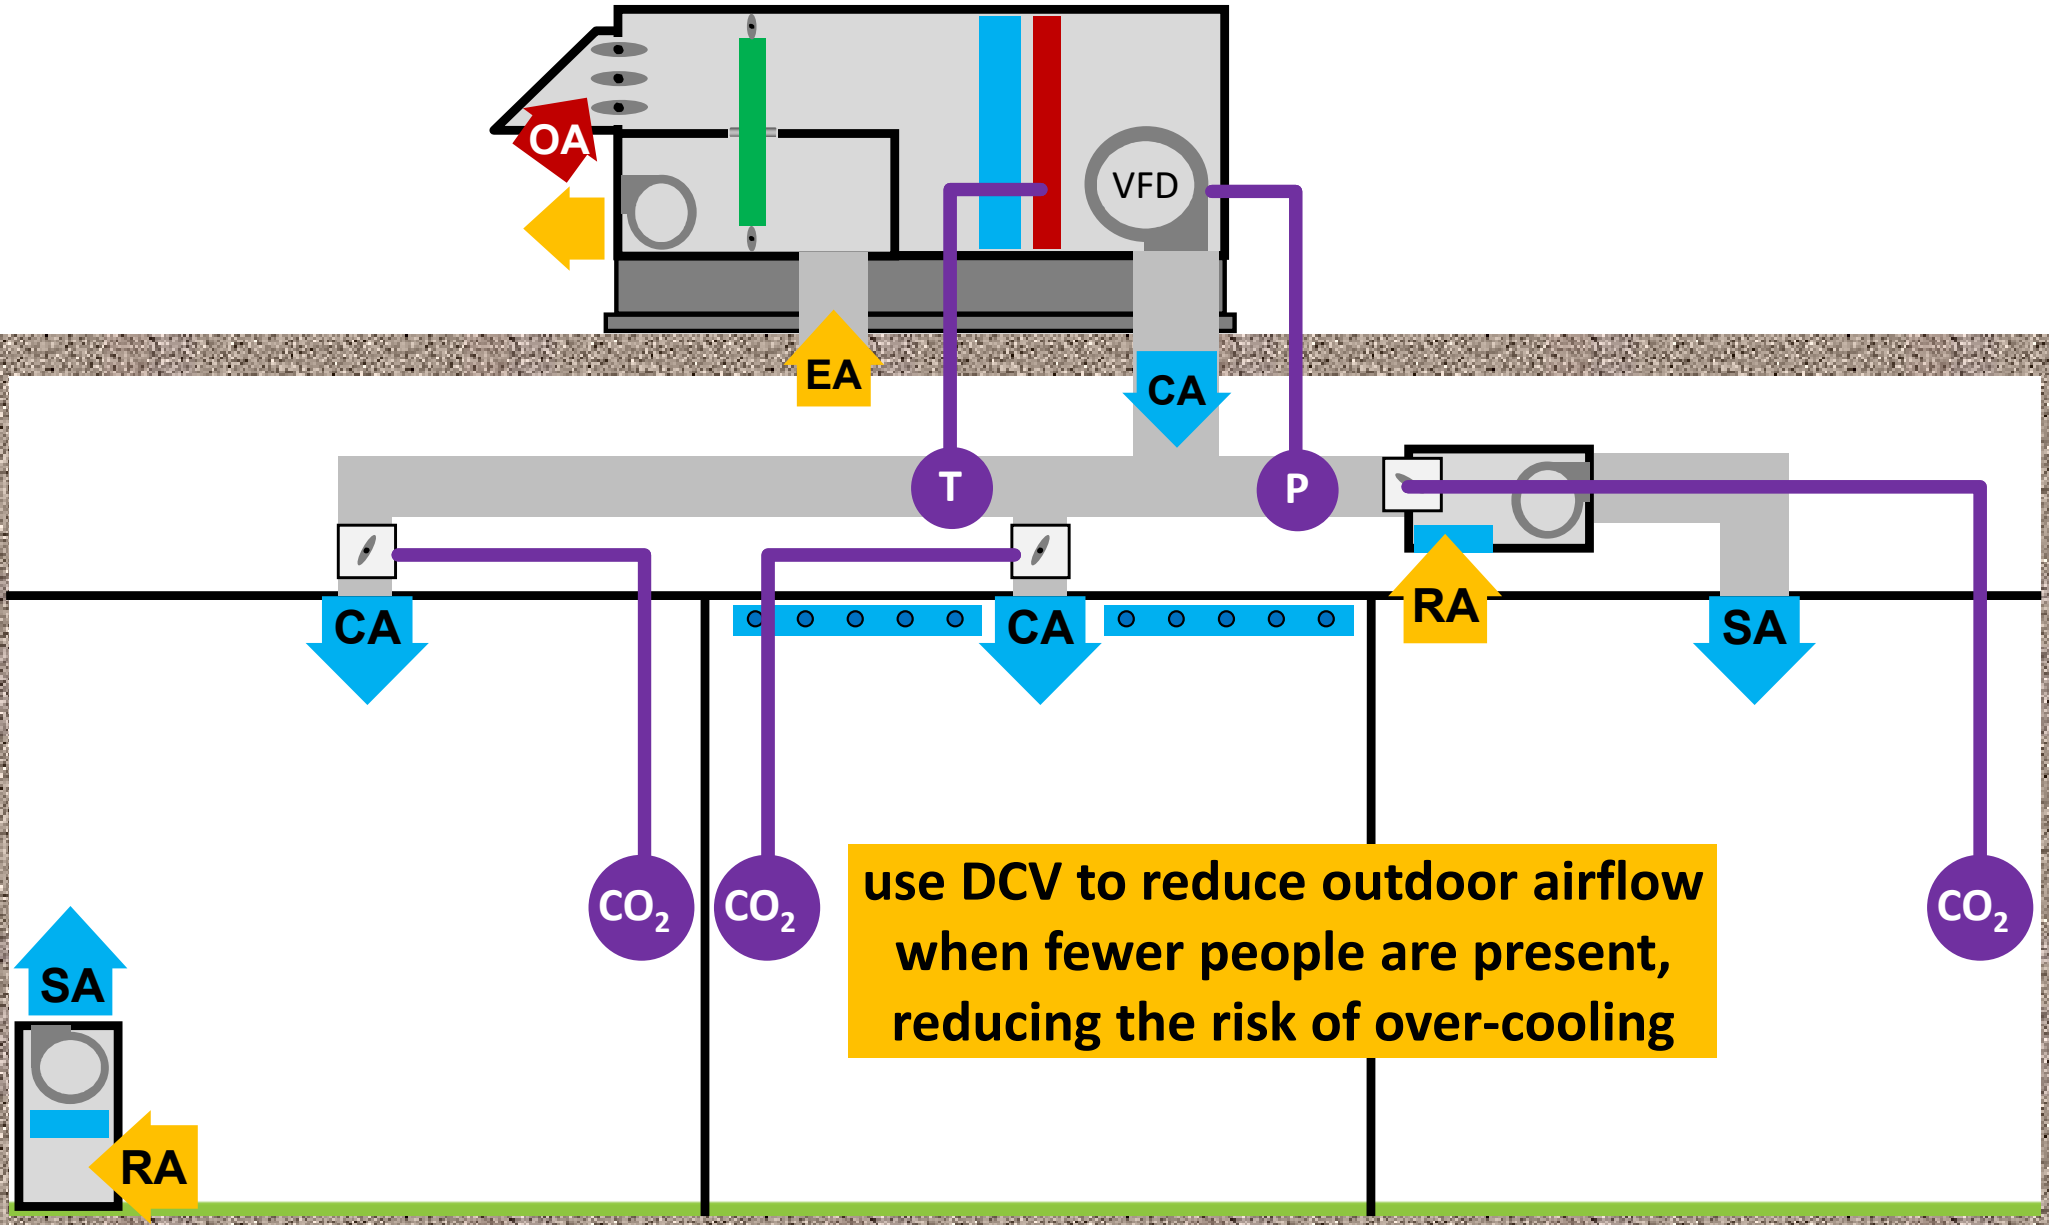 OA
VFD
EA
CA
T
P
CA
CA
RA
SA
CO₂
CO₂
CO₂
use DCV to reduce outdoor airflow
when fewer people are present,
reducing the risk of over-cooling
SA
RA